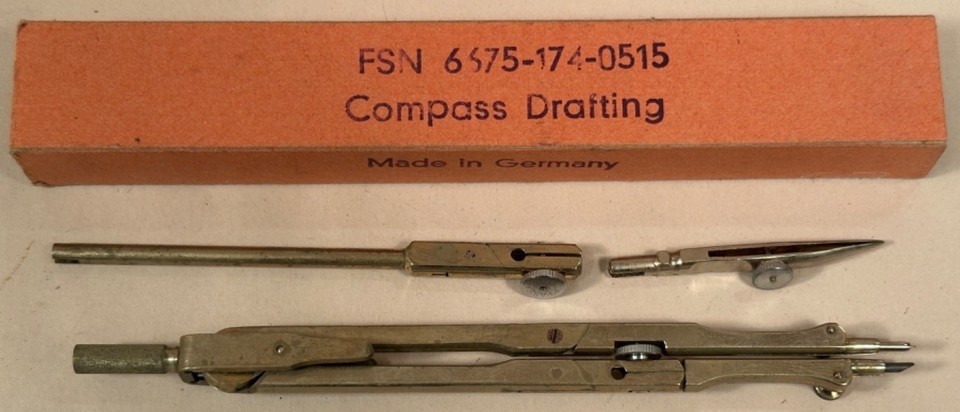 FSN 6675-174-0515
Compass Drafting
Made in Germany